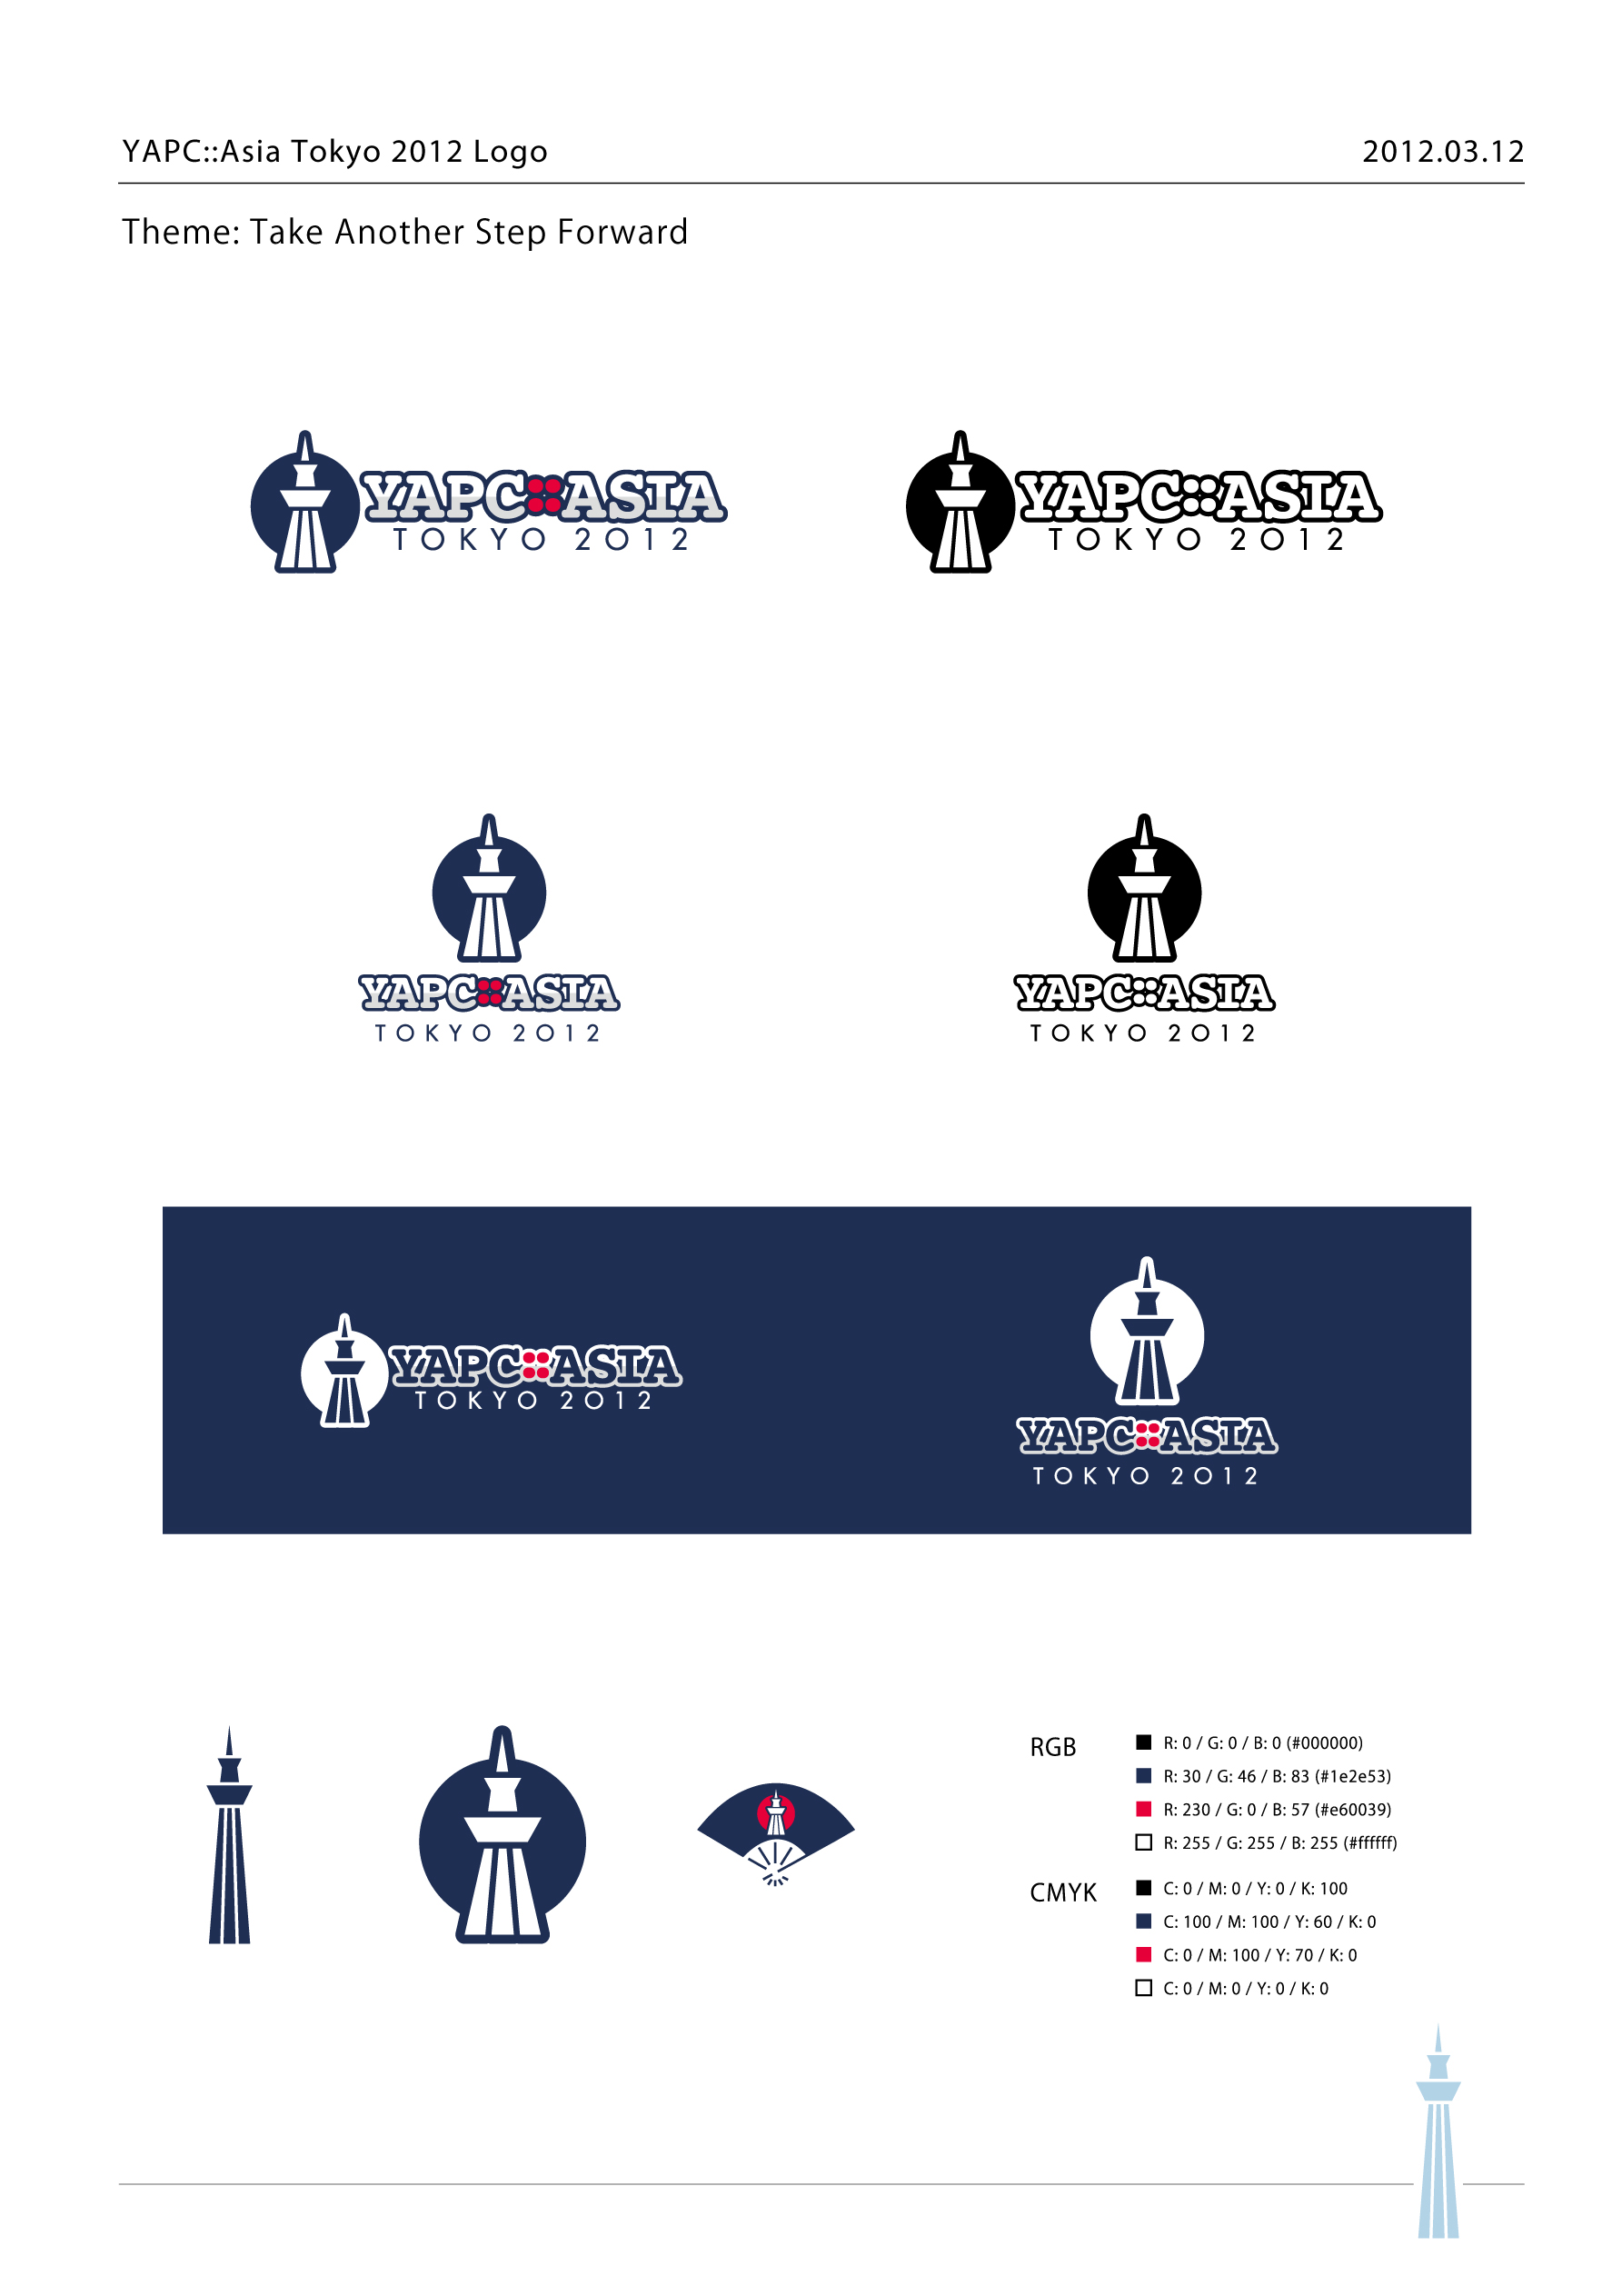 YAPC::Asia Tokyo 2012 Logo
2012.03.12
Theme: Take Another Step Forward
YAPC::ASIA
TOKYO 2012
YAPC::ASIA
TOKYO 2012
YAPC::ASIA
TOKYO 2012
YAPC::ASIA
TOKYO 2012
YAPC::ASIA
TOKYO 2012
YAPC::ASIA
TOKYO 2012
RGB
R: 0 / G: 0 / B: 0 (#000000)
R: 30 / G: 46 / B: 83 (#1e2e53)
R: 230 / G: 0 / B: 57 (#e60039)
R: 255 / G: 255 / B: 255 (#ffffff)
CMYK
C: 0 / M: 0 / Y: 0 / K: 100
C: 100 / M: 100 / Y: 60 / K: 0
C: 0 / M: 100 / Y: 70 / K: 0
C: 0 / M: 0 / Y: 0 / K: 0